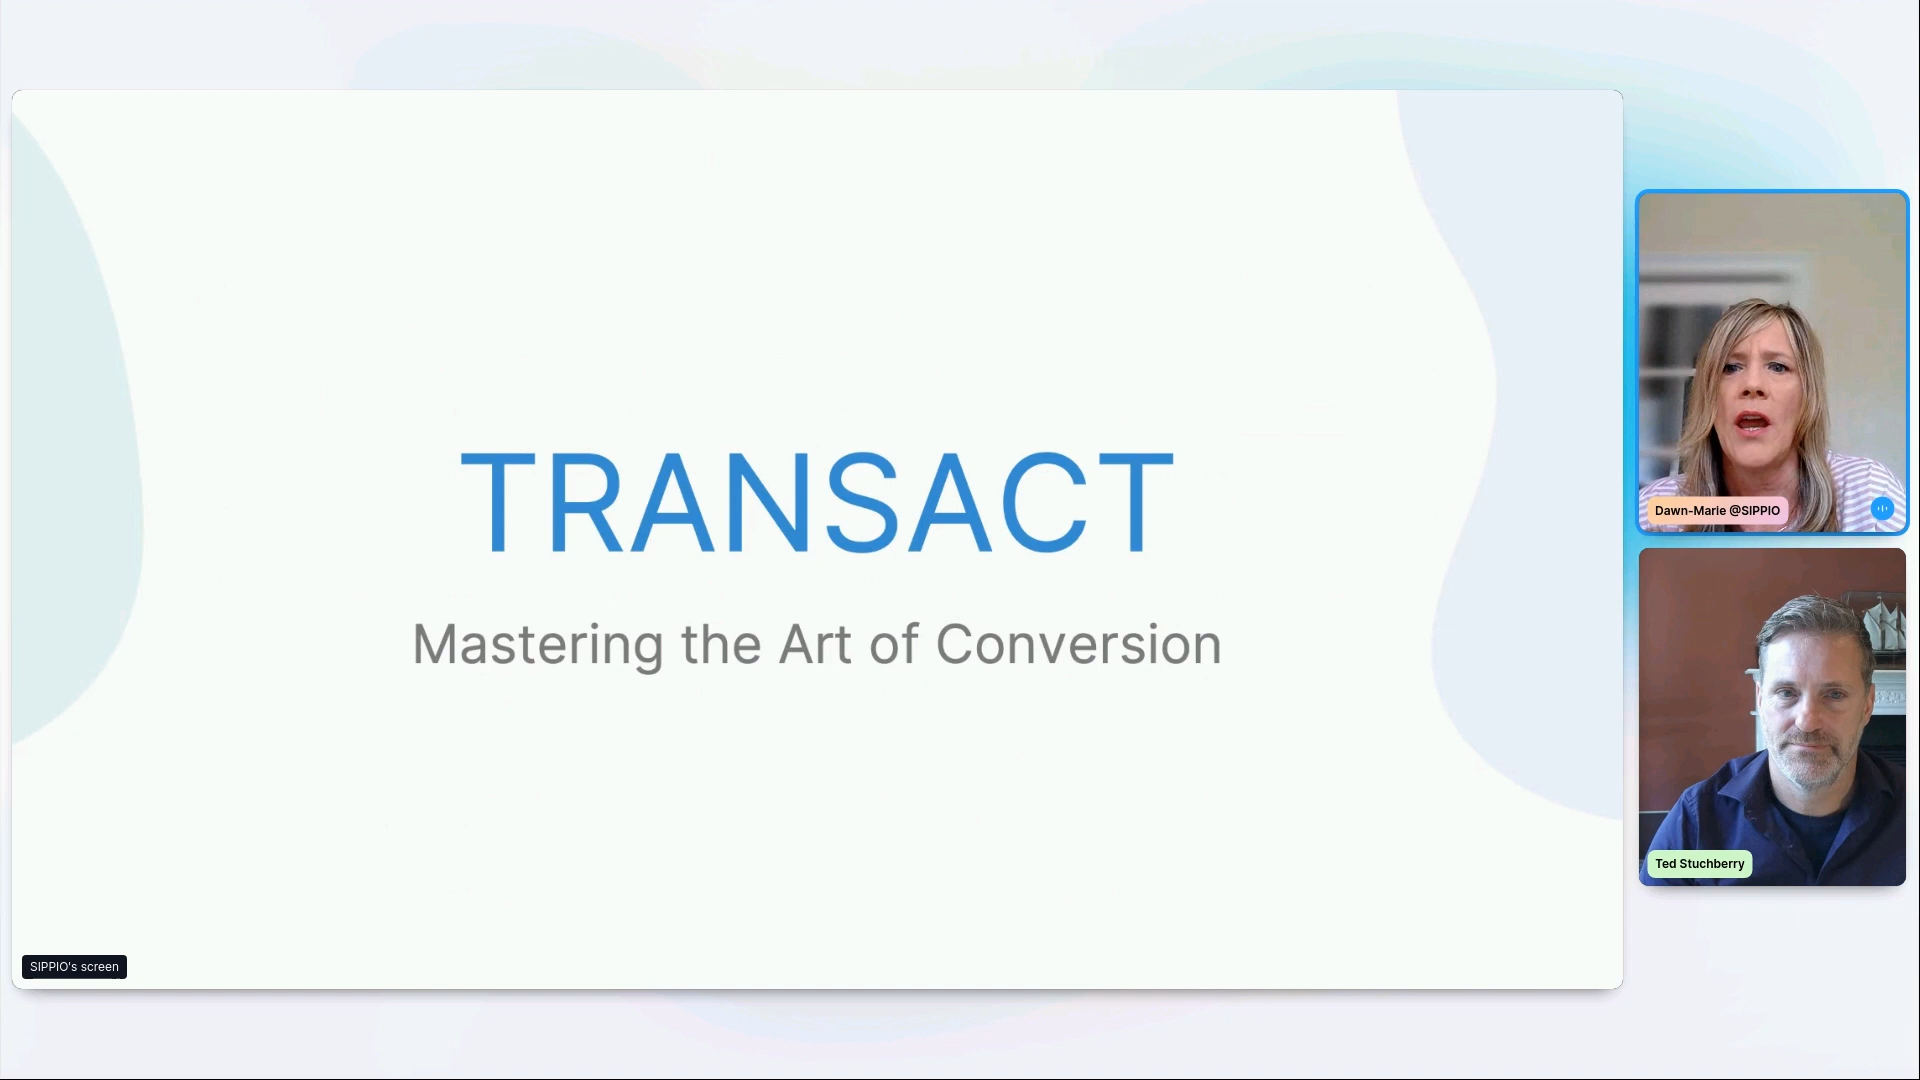 TRANSACT
Mastering the Art of Conversion
SIPPIO's screen
Dawn-Marie @SIPPIO
Ted Stuchberry